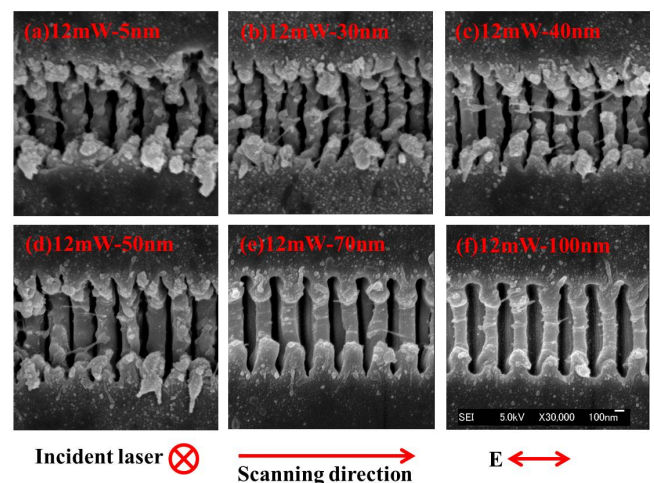 (a)12mW-5nm
(b)12mW-30nm
(c)12mW-40nm
(d)12mW-50nm
(e)12mW-70nm
(f)12mW-100nm
SEI 5.0kV X30,000 100nm
Incident laser
Scanning direction
E